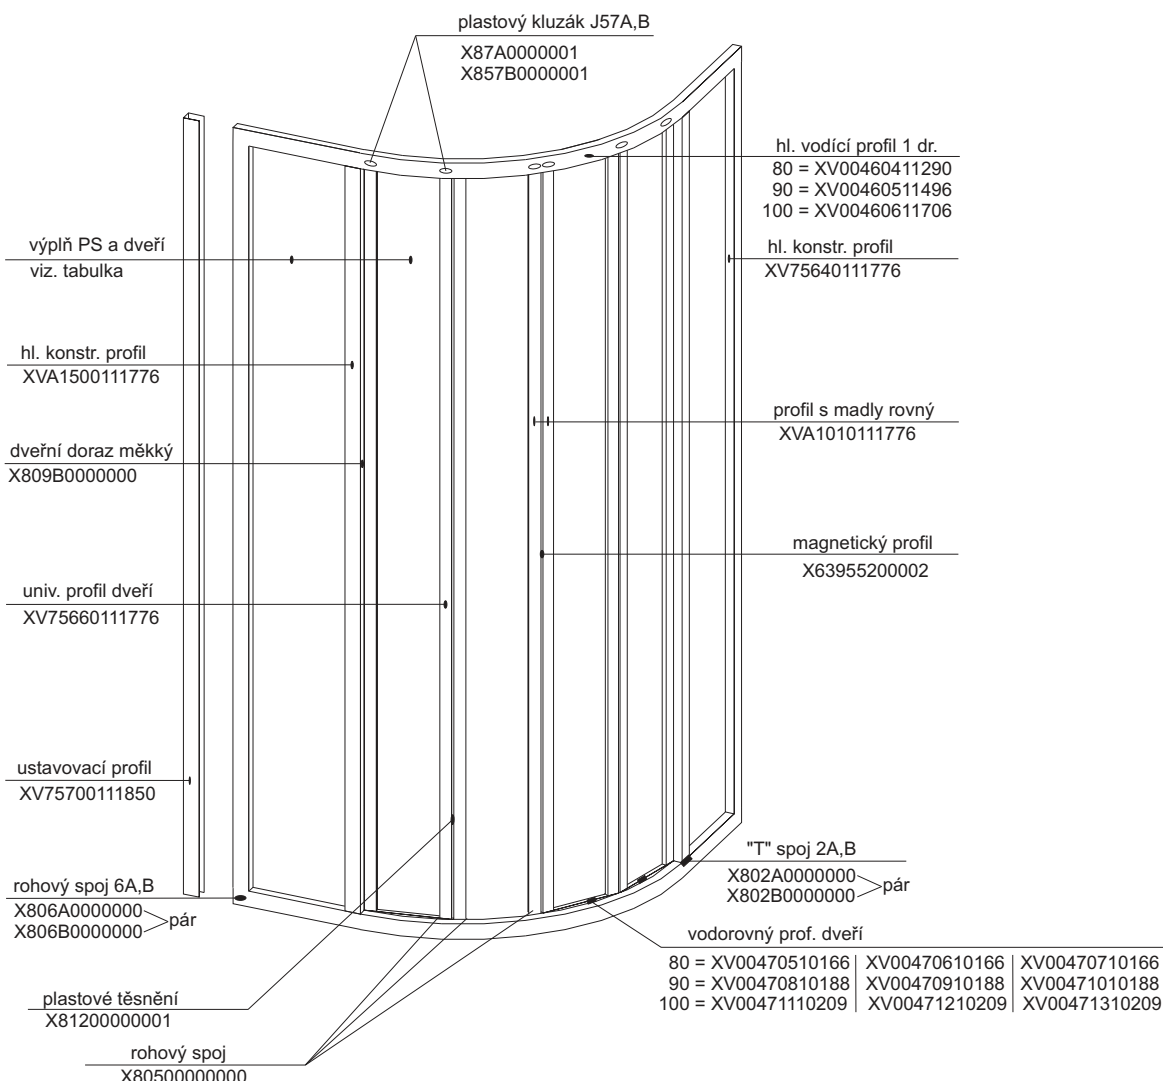 plastový kluzák J57A,B
X87A0000001
X857B0000001
hl. vodící profil 1 dr.
80 = XV00460411290
90 = XV00460511496
100 = XV00460611706
výplň PS a dveří
viz. tabulka
hl. konstr. profil
XV75640111776
hl. konstr. profil
XVA1500111776
profil s madly rovný
XVA1010111776
dveřní doraz měkký
X809B0000000
magnetický profil
X63955200002
univ. profil dveří
XV75660111776
ustavovací profil
XV75700111850
"T" spoj 2A,B
X802A0000000
X802B0000000
pár
rohový spoj 6A,B
X806A0000000
X806B0000000
pár
vodorovný prof. dveří
80 = XV00470510166 | XV00470610166 | XV00470710166
90 = XV00470810188 | XV00470910188 | XV00471010188
100 = XV00471110209 | XV00471210209 | XV00471310209
plastové těsnění
X81200000001
rohový spoj
X80500000000